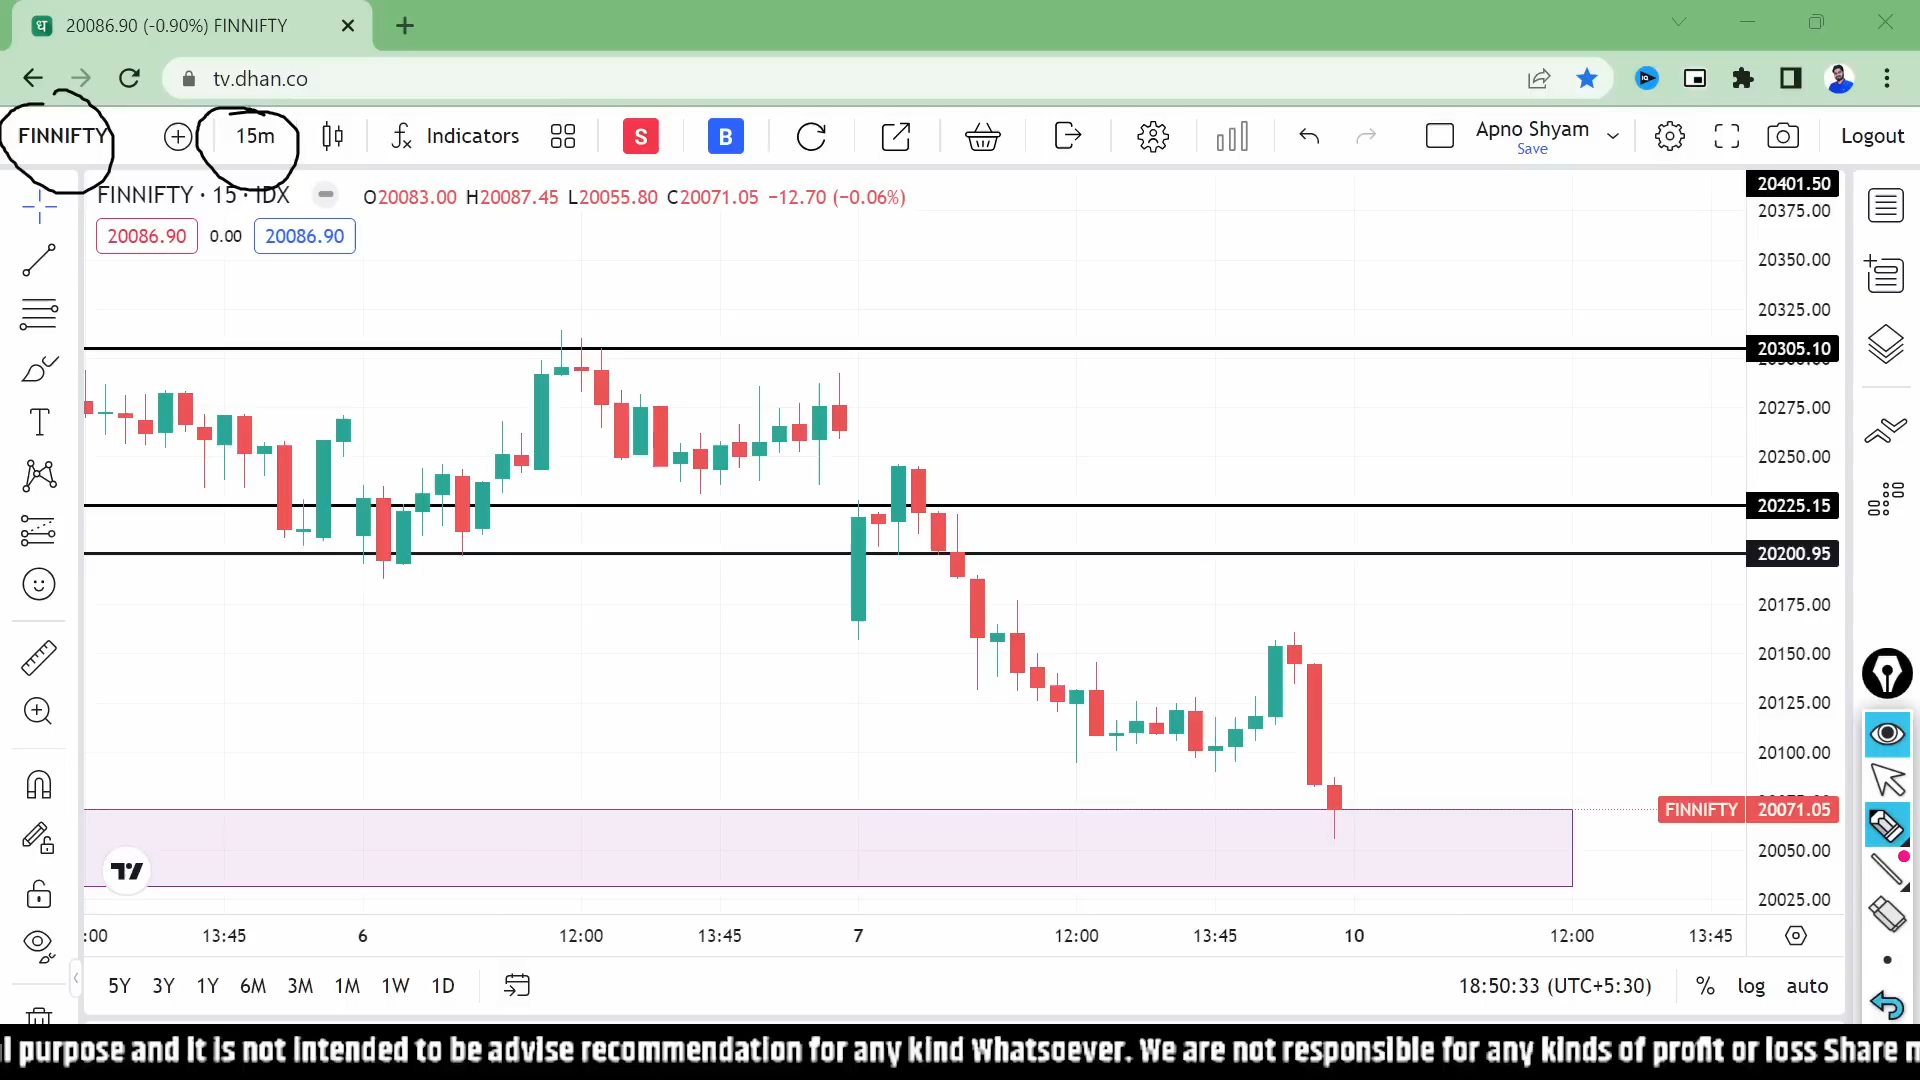 20086.90 (-0.90%) FINNIFTY
tv.dhan.co
FINNIFTY 15m Indicators S B Apno Shyam Save Logout
FINNIFTY · 15 · IDX O20083.00 H20087.45 L20055.80 C20071.05 −12.70 (−0.06%)
20086.90 0.00 20086.90
20401.50
20375.00
20350.00
20325.00
20305.10
20275.00
20250.00
20225.15
20200.95
20175.00
20150.00
20125.00
20100.00
FINNIFTY 20071.05
20050.00
20025.00
:00 13:45 6 12:00 13:45 7 12:00 13:45 10 12:00 13:45
5Y 3Y 1Y 6M 3M 1M 1W 1D 18:50:33 (UTC+5:30) % log auto
l purpose and it is not intended to be advise recommendation for any kind Whatsoever. We are not responsible for any kinds of profit or loss Share